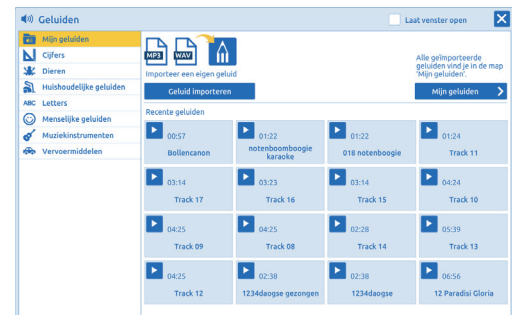 Geluiden
Laat venster open
Mijn geluiden
Cijfers
Dieren
Huishoudelijke geluiden
ABC Letters
Menselijke geluiden
Muziekinstrumenten
Vervoermiddelen
MP3 WAV
Importeer een eigen geluid
Geluid importeren
Alle geïmporteerde
geluiden vind je in de map
'Mijn geluiden'.
Mijn geluiden
Recente geluiden
00:57
Bollencanon
01:22
notenboomboogie
karaoke
01:22
018 notenboogie
01:24
Track 11
03:14
Track 17
03:23
Track 16
03:14
Track 15
04:24
Track 10
04:25
Track 09
04:25
Track 08
02:28
Track 14
05:39
Track 13
04:25
Track 12
02:38
1234daogse gezongen
02:38
1234daogse
06:56
12 Paradisi Gloria